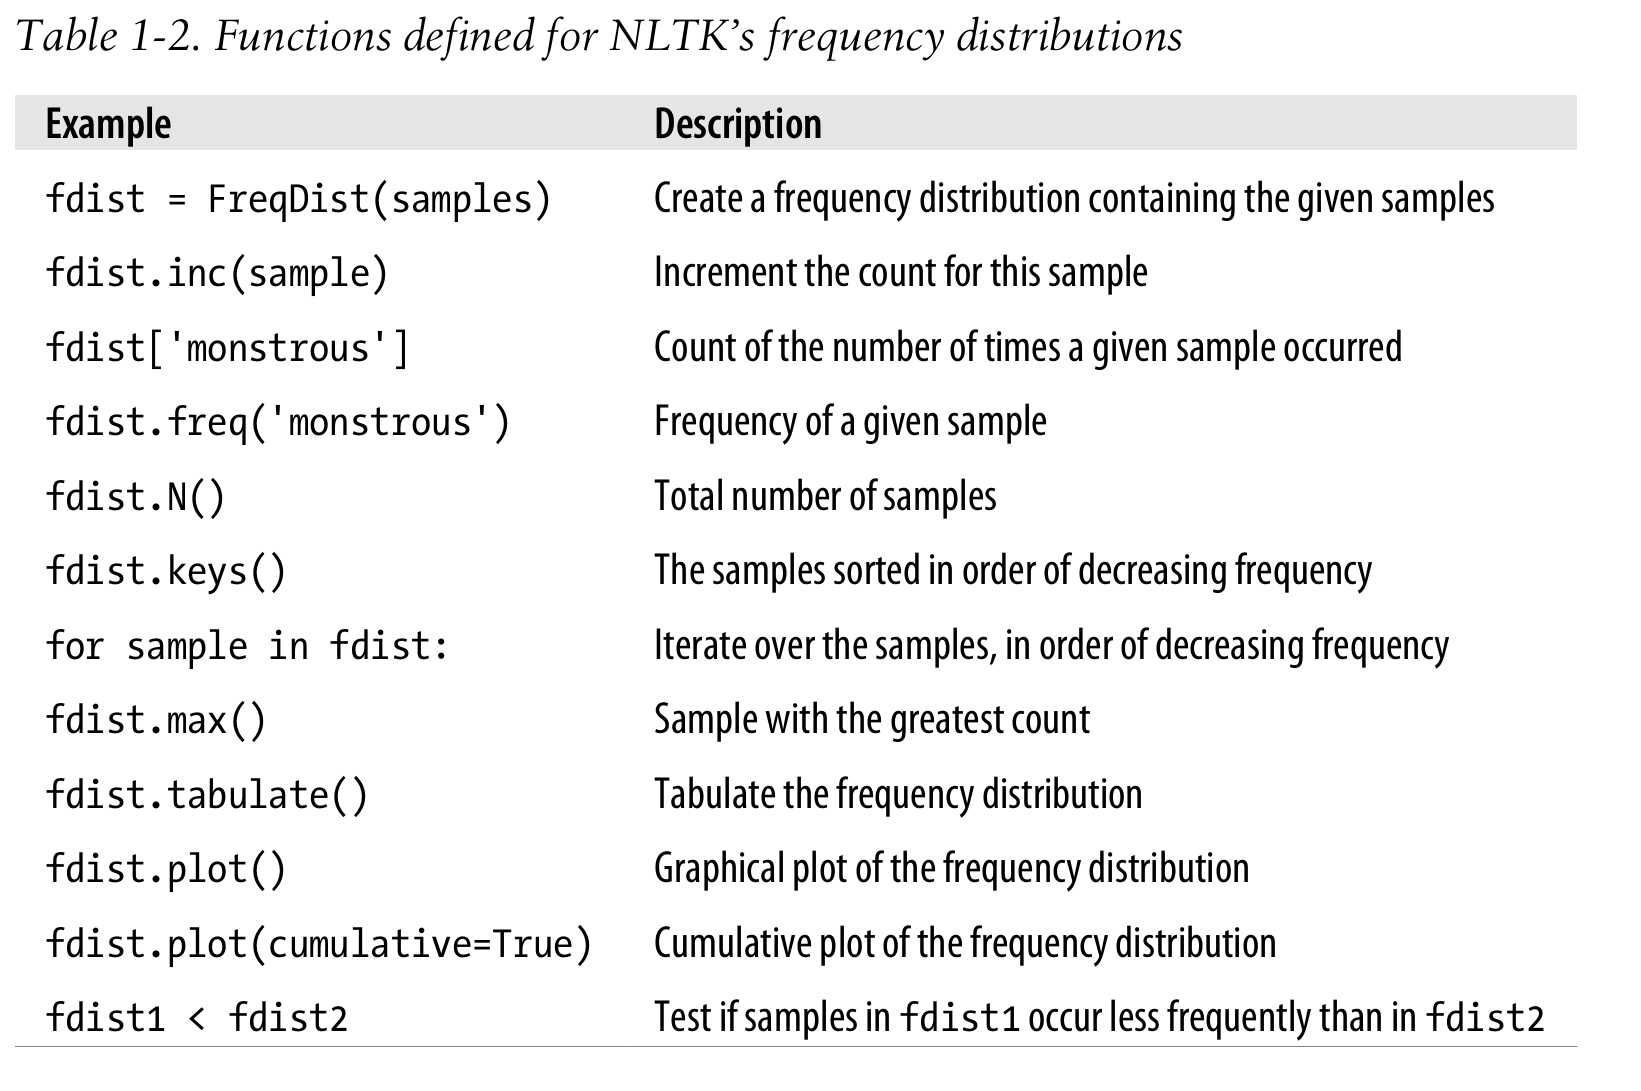 Table 1-2. Functions defined for NLTK’s frequency distributions
Example Description
fdist = FreqDist(samples) Create a frequency distribution containing the given samples
fdist.inc(sample) Increment the count for this sample
fdist['monstrous'] Count of the number of times a given sample occurred
fdist.freq('monstrous') Frequency of a given sample
fdist.N() Total number of samples
fdist.keys() The samples sorted in order of decreasing frequency
for sample in fdist: Iterate over the samples, in order of decreasing frequency
fdist.max() Sample with the greatest count
fdist.tabulate() Tabulate the frequency distribution
fdist.plot() Graphical plot of the frequency distribution
fdist.plot(cumulative=True) Cumulative plot of the frequency distribution
fdist1 < fdist2 Test if samples in fdist1 occur less frequently than in fdist2